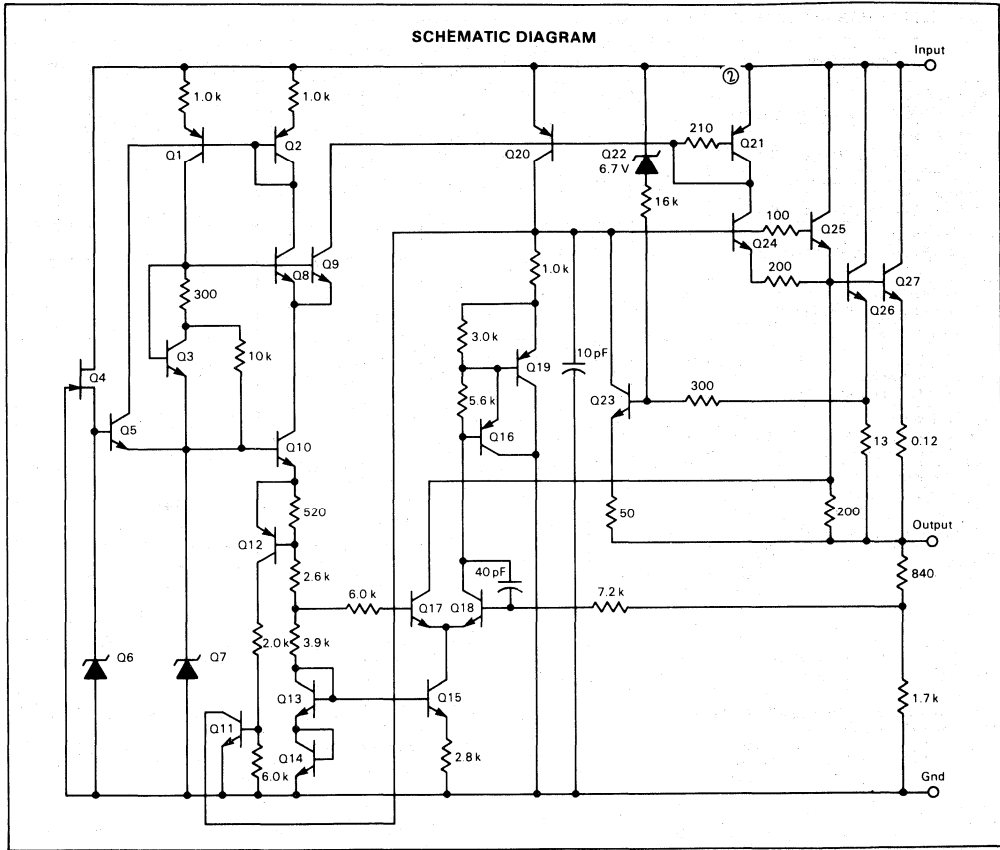 SCHEMATIC DIAGRAM
Input
②
1.0 k
1.0 k
210
Q1
Q2
Q20
Q22
6.7 V
Q21
16 k
100
Q24
Q25
Q8
Q9
300
1.0 k
200
Q27
Q26
3.0 k
Q3
10 k
10 pF
Q19
Q4
5.6 k
Q23
300
Q5
Q16
Q10
13
0.12
520
50
200
Output
Q12
2.6 k
40 pF
840
6.0 k
Q17
Q18
7.2 k
2.0 k
3.9 k
Q6
Q7
Q13
Q15
1.7 k
Q11
Q14
6.0 k
2.8 k
Gnd